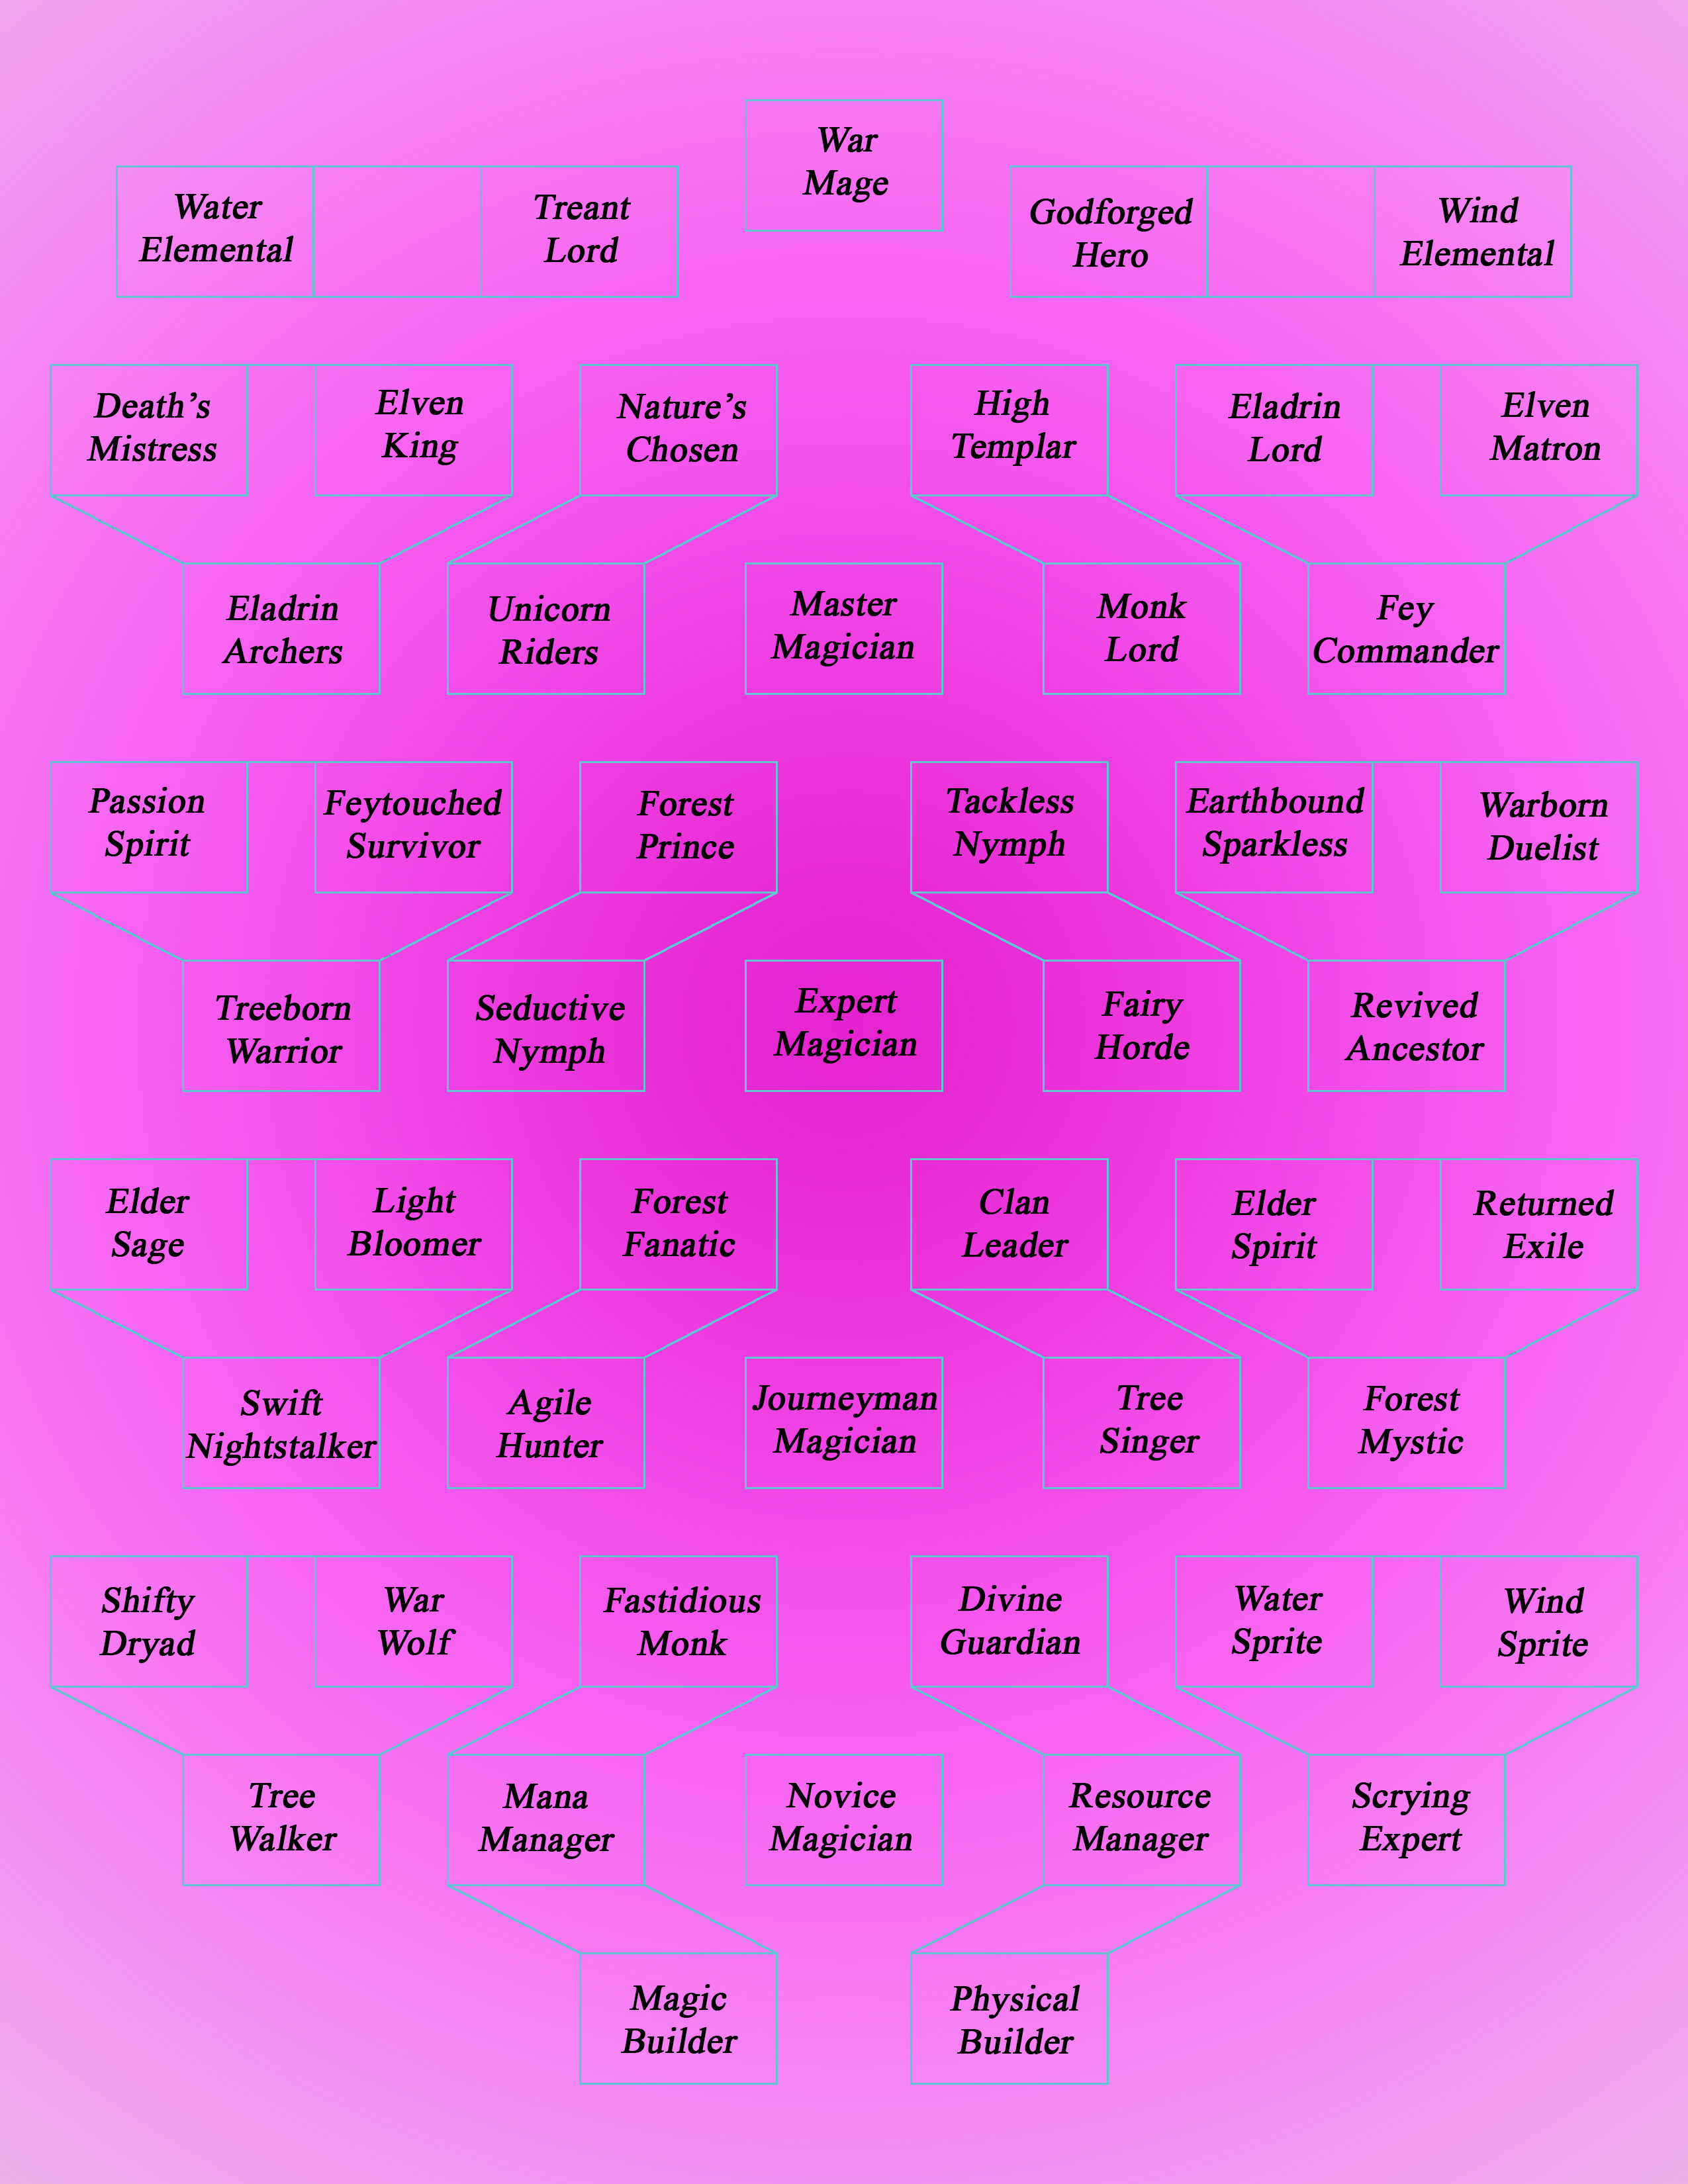 War
Mage
Water
Elemental
Treant
Lord
Godforged
Hero
Wind
Elemental
Death's
Mistress
Elven
King
Nature's
Chosen
High
Templar
Eladrin
Lord
Elven
Matron
Eladrin
Archers
Unicorn
Riders
Master
Magician
Monk
Lord
Fey
Commander
Passion
Spirit
Feytouched
Survivor
Forest
Prince
Tackless
Nymph
Earthbound
Sparkless
Warborn
Duelist
Treeborn
Warrior
Seductive
Nymph
Expert
Magician
Fairy
Horde
Revived
Ancestor
Elder
Sage
Light
Bloomer
Forest
Fanatic
Clan
Leader
Elder
Spirit
Returned
Exile
Swift
Nightstalker
Agile
Hunter
Journeyman
Magician
Tree
Singer
Forest
Mystic
Shifty
Dryad
War
Wolf
Fastidious
Monk
Divine
Guardian
Water
Sprite
Wind
Sprite
Tree
Walker
Mana
Manager
Novice
Magician
Resource
Manager
Scrying
Expert
Magic
Builder
Physical
Builder